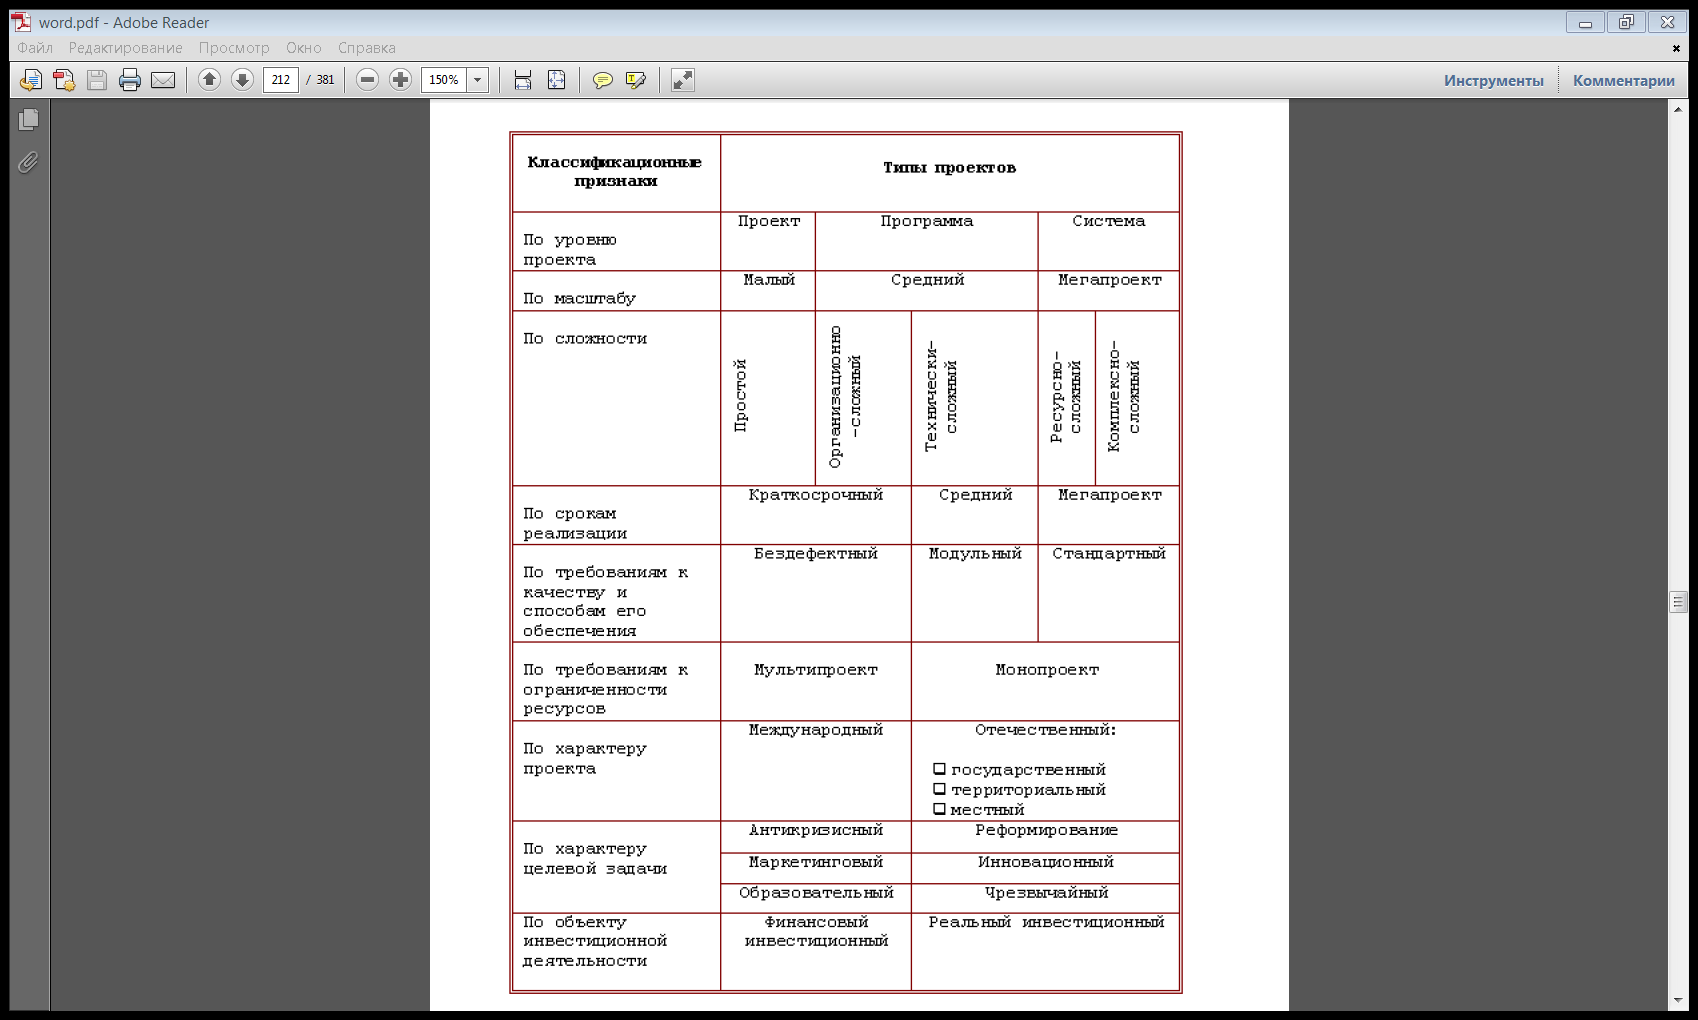 word.pdf - Adobe Reader
Файл Редактирование Просмотр Окно Справка
212 / 381 150% Инструменты Комментарии
Классификационные
признаки
Типы проектов
По уровню
проекта
Проект Программа Система
По масштабу
Малый Средний Мегапроект
По сложности
Простой
Организационно
-сложный
Технически-
сложный
Ресурсно-
сложный
Комплексно-
сложный
По срокам
реализации
Краткосрочный Средний Мегапроект
По требованиям к
качеству и
способам его
обеспечения
Бездефектный Модульный Стандартный
По требованиям к
ограниченности
ресурсов
Мультипроект Монопроект
По характеру
проекта
Международный Отечественный:
государственный
территориальный
местный
По характеру
целевой задачи
Антикризисный Реформирование
Маркетинговый Инновационный
Образовательный Чрезвычайный
По объекту
инвестиционной
деятельности
Финансовый
инвестиционный
Реальный инвестиционный